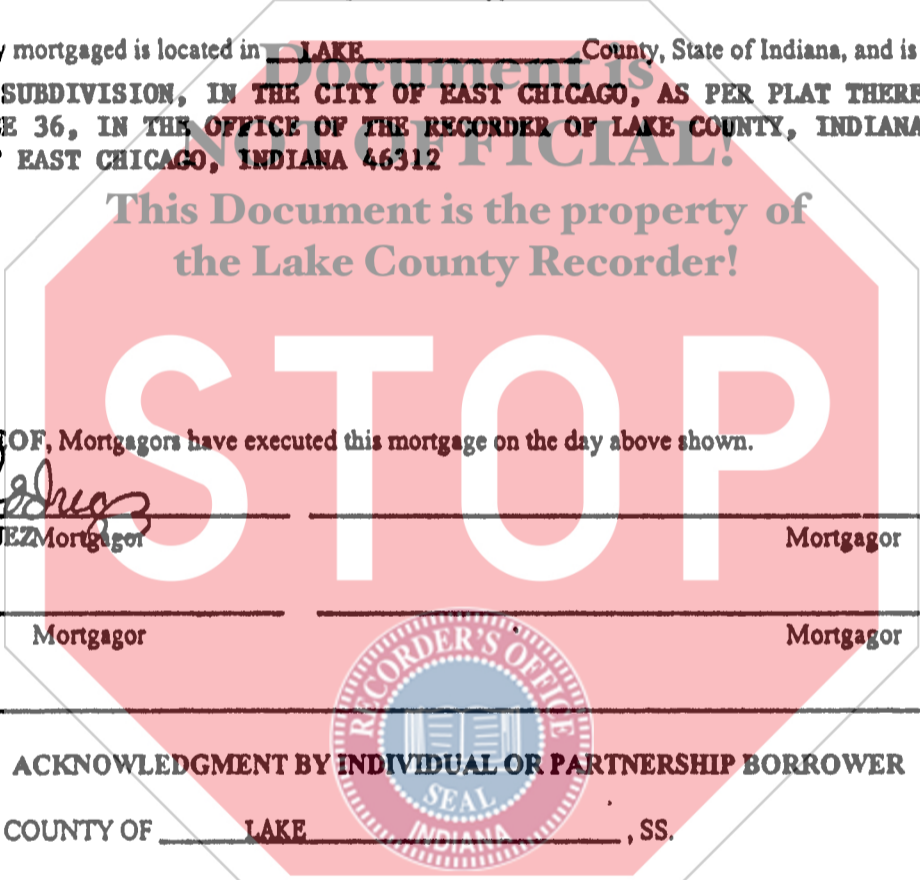 y mortgaged is located in LAKE County, State of Indiana, and is
Document is
SUBDIVISION, IN THE CITY OF EAST CHICAGO, AS PER PLAT THERE
E 36, IN THE OFFICE OF THE RECORDER OF LAKE COUNTY, INDIANA
NOT OFFICIAL!
EAST CHICAGO, INDIANA 46312
This Document is the property of
the Lake County Recorder!
STOP
OF, Mortgagors have executed this mortgage on the day above shown.
EZ Mortgagor
Mortgagor
Mortgagor
Mortgagor
RECORDER'S OFFICE
ACKNOWLEDGMENT BY INDIVIDUAL OR PARTNERSHIP BORROWER
SEAL
INDIANA
COUNTY OF LAKE , SS.